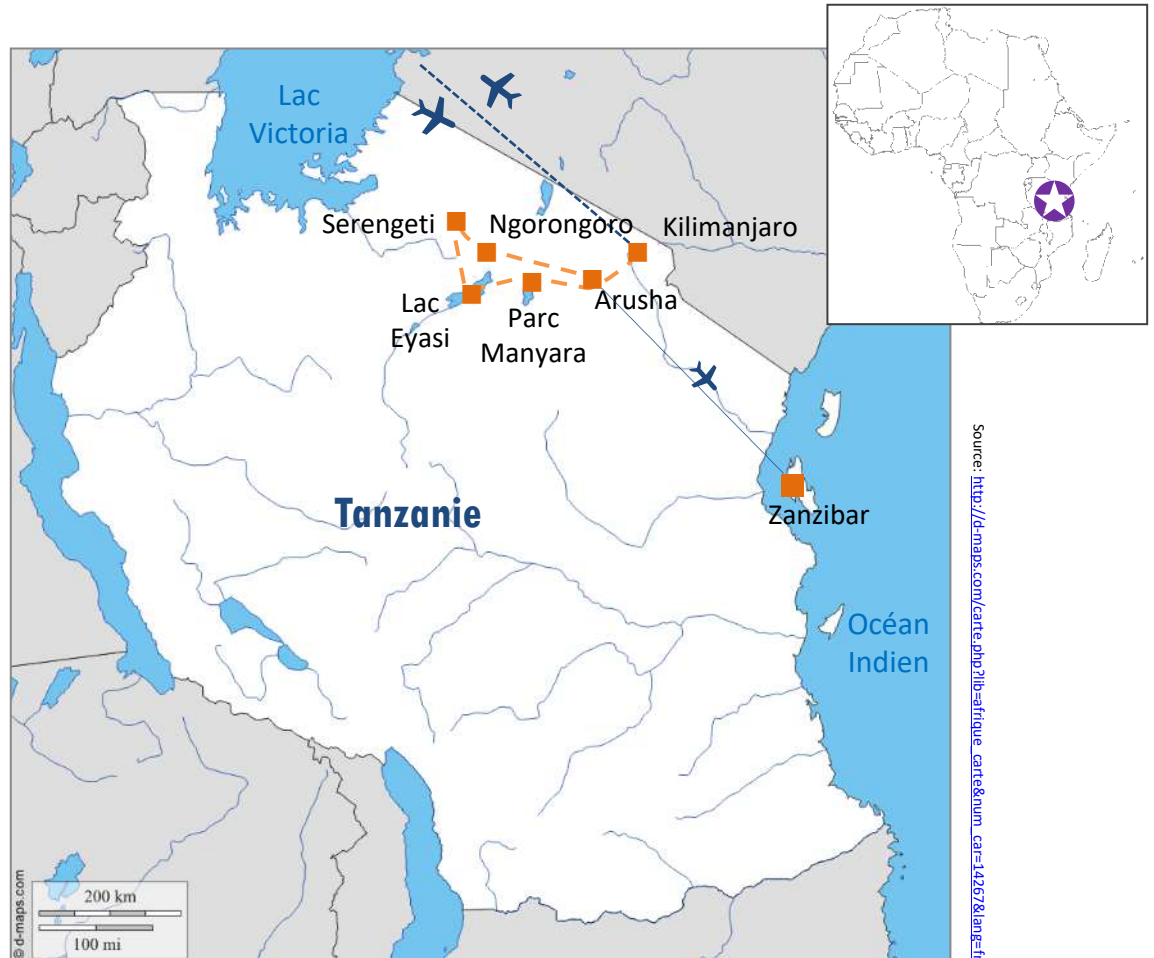 Lac
Victoria
Serengeti
Ngorongoro
Kilimanjaro
Lac
Eyasi
Parc
Manyara
Arusha
Tanzanie
Zanzibar
Océan
Indien
200 km
100 mi
© d-maps.com
Source: http://d-maps.com/carte.php?lib=afrique_carte&num_car=14267&lang=fr